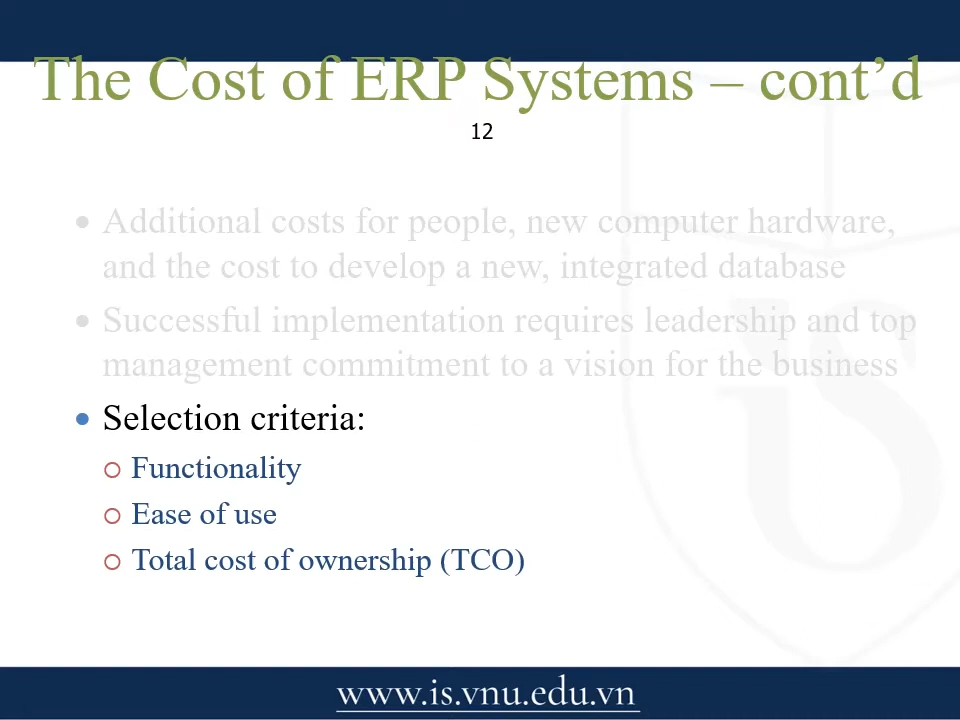 The Cost of ERP Systems – cont’d
12
• Additional costs for people, new computer hardware,
and the cost to develop a new, integrated database
• Successful implementation requires leadership and top
management commitment to a vision for the business
• Selection criteria:
○ Functionality
○ Ease of use
○ Total cost of ownership (TCO)
www.is.vnu.edu.vn